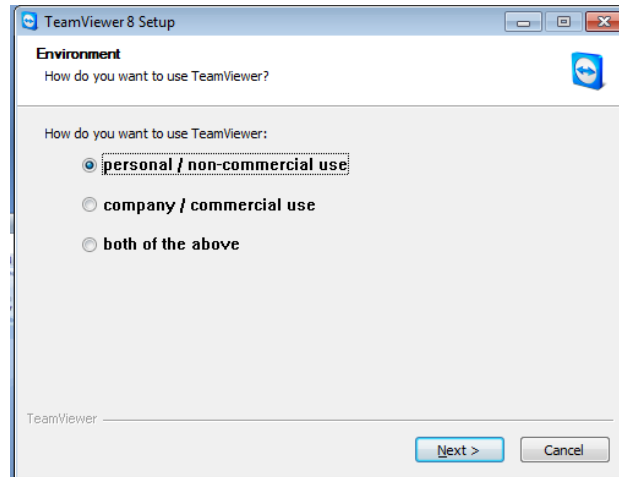 TeamViewer 8 Setup
Environment
How do you want to use TeamViewer?
How do you want to use TeamViewer:
personal / non-commercial use
company / commercial use
both of the above
TeamViewer
Next >
Cancel